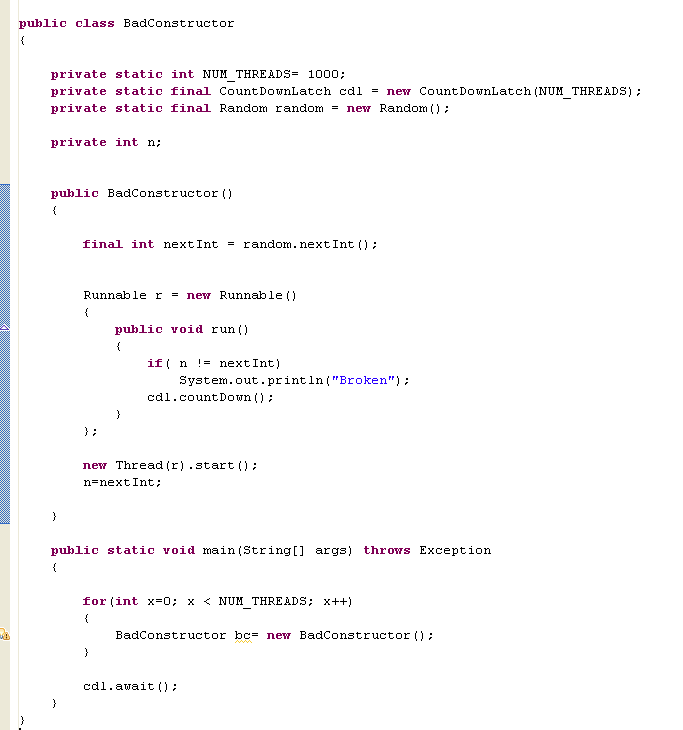 public class BadConstructor
{
private static int NUM_THREADS= 1000;
private static final CountDownLatch cdl = new CountDownLatch(NUM_THREADS);
private static final Random random = new Random();
private int n;
public BadConstructor()
{
final int nextInt = random.nextInt();
Runnable r = new Runnable()
{
public void run()
{
if( n != nextInt)
System.out.println("Broken");
cdl.countDown();
}
};
new Thread(r).start();
n=nextInt;
}
public static void main(String[] args) throws Exception
{
for(int x=0; x < NUM_THREADS; x++)
{
BadConstructor bc= new BadConstructor();
}
cdl.await();
}
}